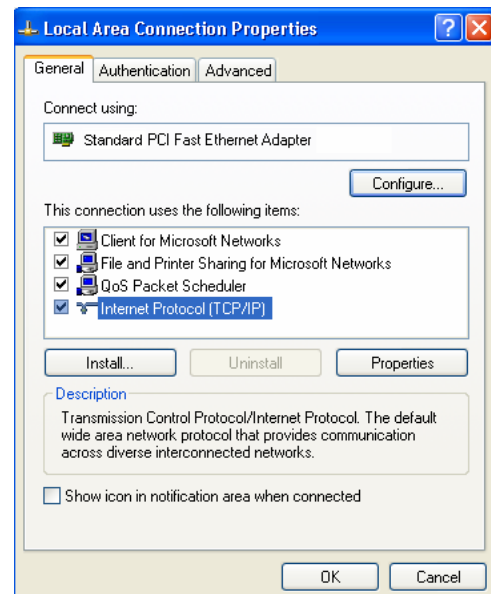 Local Area Connection Properties
General Authentication Advanced
Connect using:
Standard PCI Fast Ethernet Adapter
Configure...
This connection uses the following items:
Client for Microsoft Networks
File and Printer Sharing for Microsoft Networks
QoS Packet Scheduler
Internet Protocol (TCP/IP)
Install... Uninstall Properties
Description
Transmission Control Protocol/Internet Protocol. The default
wide area network protocol that provides communication
across diverse interconnected networks.
Show icon in notification area when connected
OK Cancel